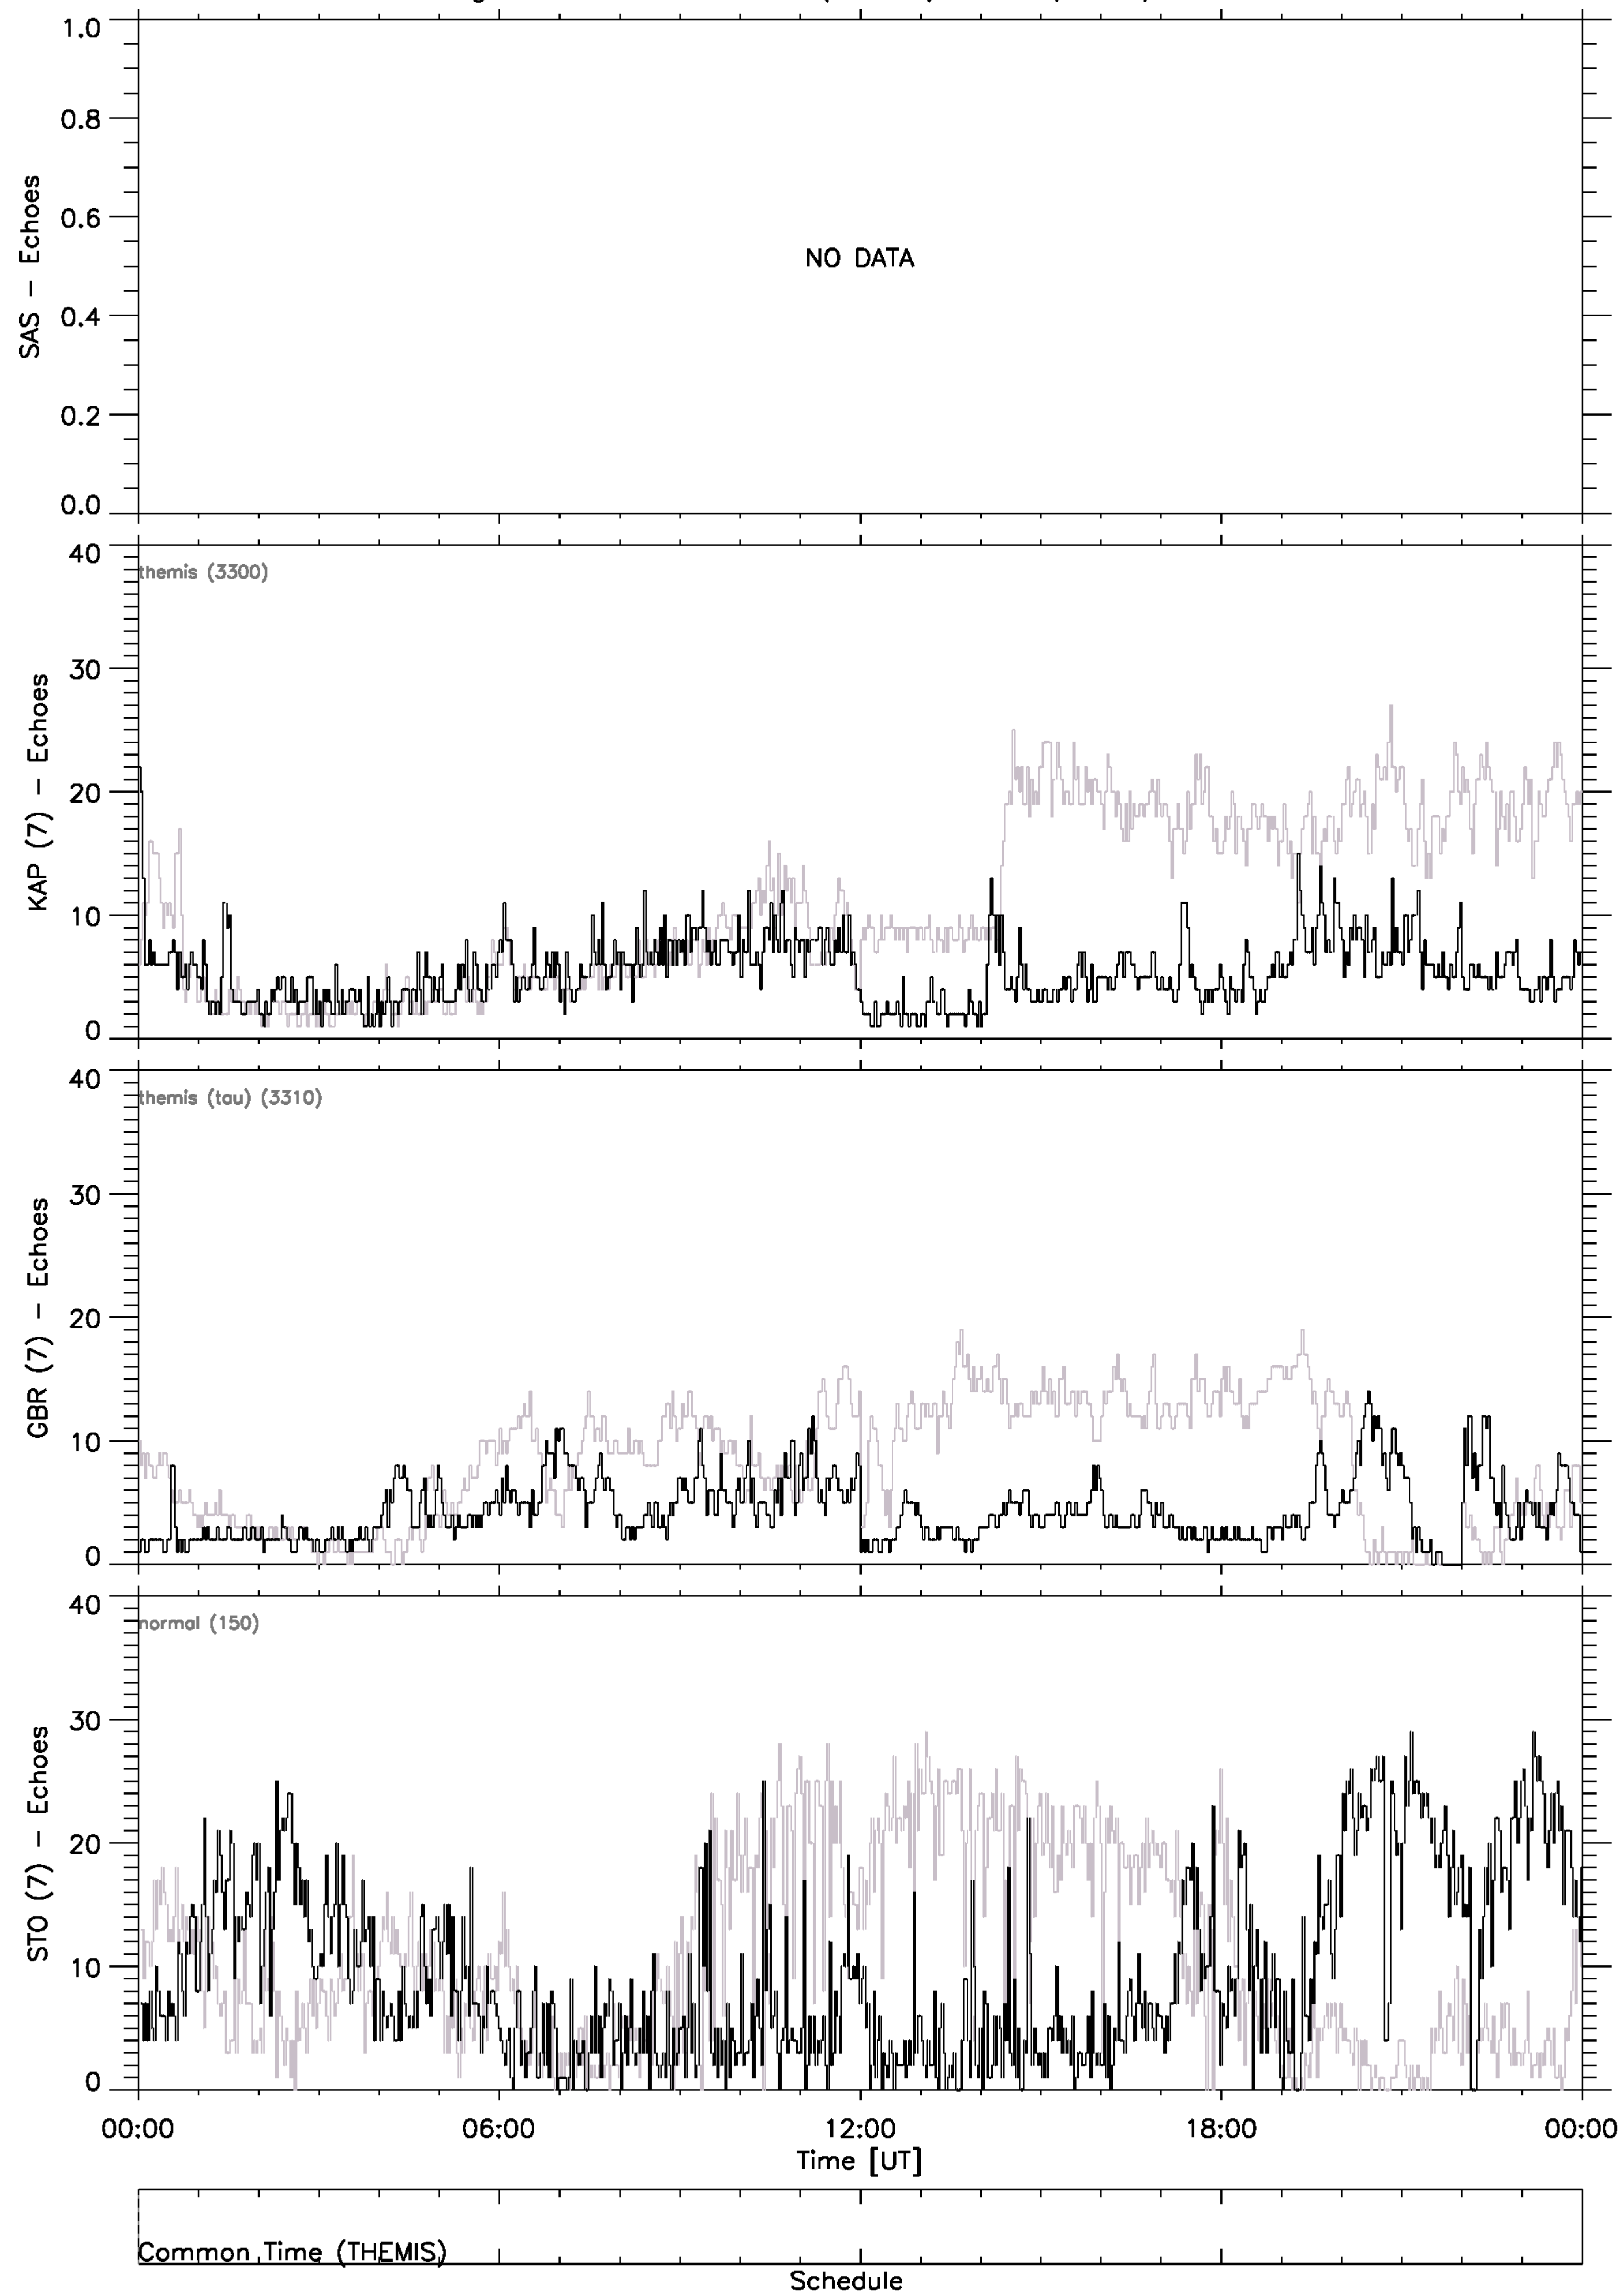 1.0
0.8
0.6
0.4
0.2
0.0
SAS - Echoes
NO DATA
40
30
20
10
0
KAP (7) - Echoes
themis (3300)
40
30
20
10
0
GBR (7) - Echoes
themis (tau) (3310)
40
30
20
10
0
STO (7) - Echoes
normal (150)
00:00 06:00 12:00 18:00 00:00
Time [UT]
Common Time (THEMIS)
Schedule